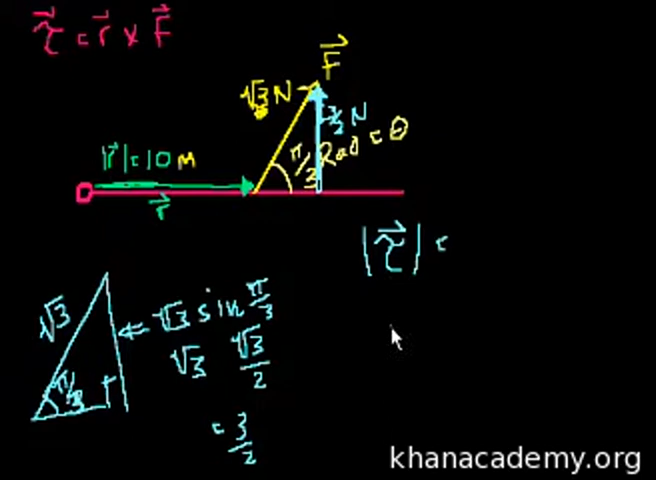 τ⃗ = r⃗ × F⃗
F⃗
√3 N
3/2 N
π/3 Rad = θ
|r⃗| = 10 m
r⃗
|τ⃗| =
√3
π/3
← √3 sin π/3
√3 √3/2
= 3/2
khanacademy.org